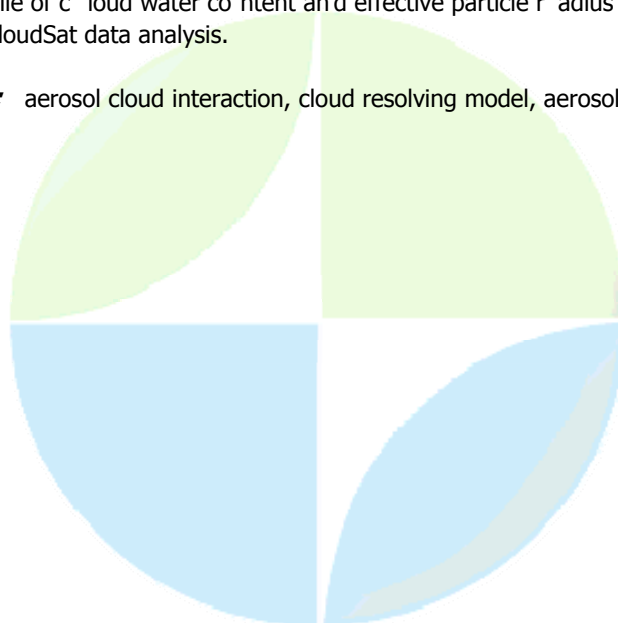 ile of c loud water co ntent an d effective particle r adius
loudSat data analysis.
aerosol cloud interaction, cloud resolving model, aerosol